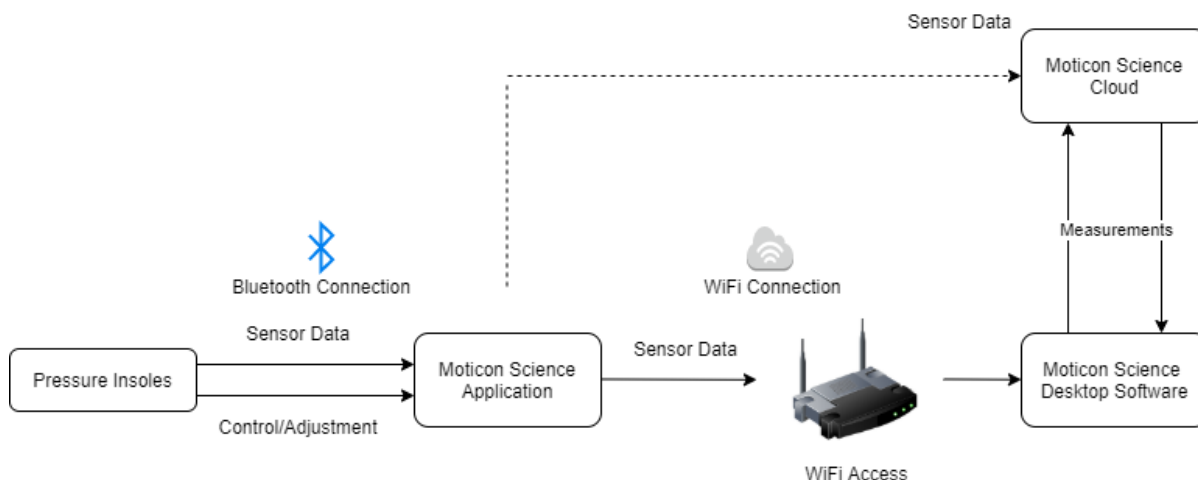 Sensor Data
Moticon Science
Cloud
Measurements
Bluetooth Connection
WiFi Connection
Sensor Data
Sensor Data
Pressure Insoles
Moticon Science
Application
Moticon Science
Desktop Software
Control/Adjustment
WiFi Access